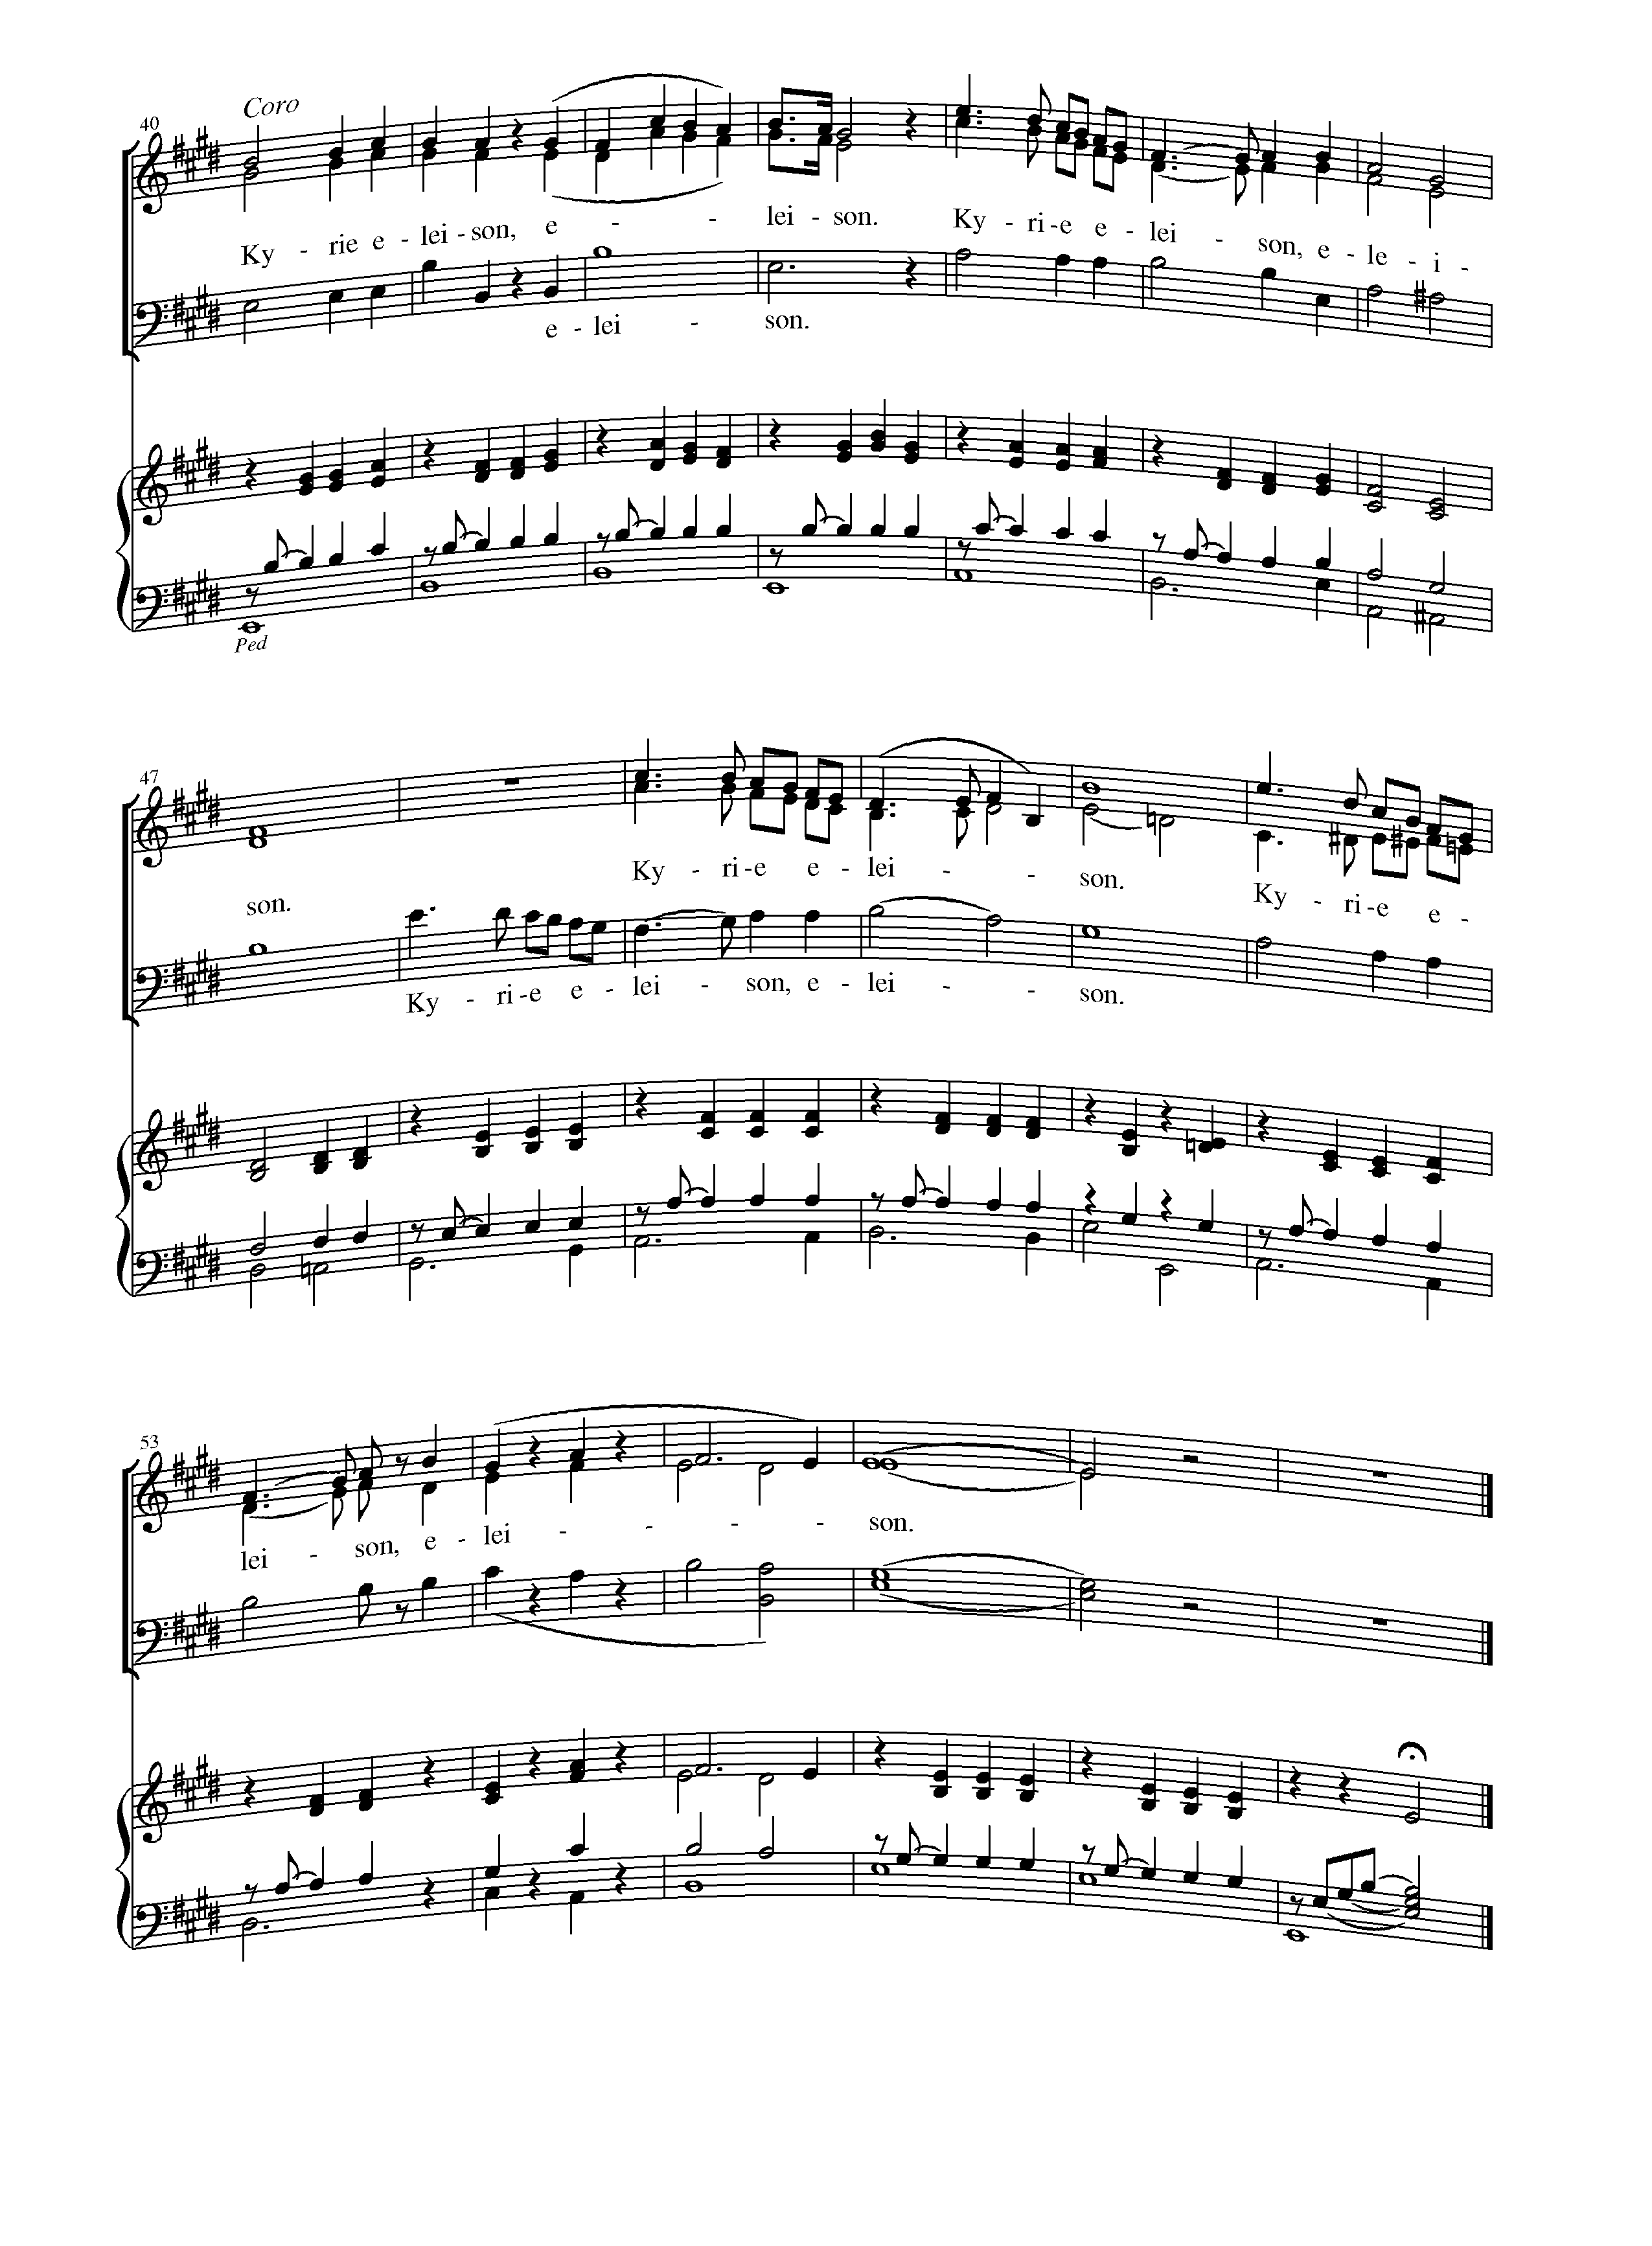 Coro
40
Ky - rie e - lei - son, e - - lei - son. Ky - ri -e e - lei - son, e - le - i -
e - lei - son.
Ped
47
son. Ky - ri -e e - lei - - son. Ky - ri -e e -
Ky - ri -e e - lei - son, e - lei - - son.
53
lei - son, e - lei - - - - son.